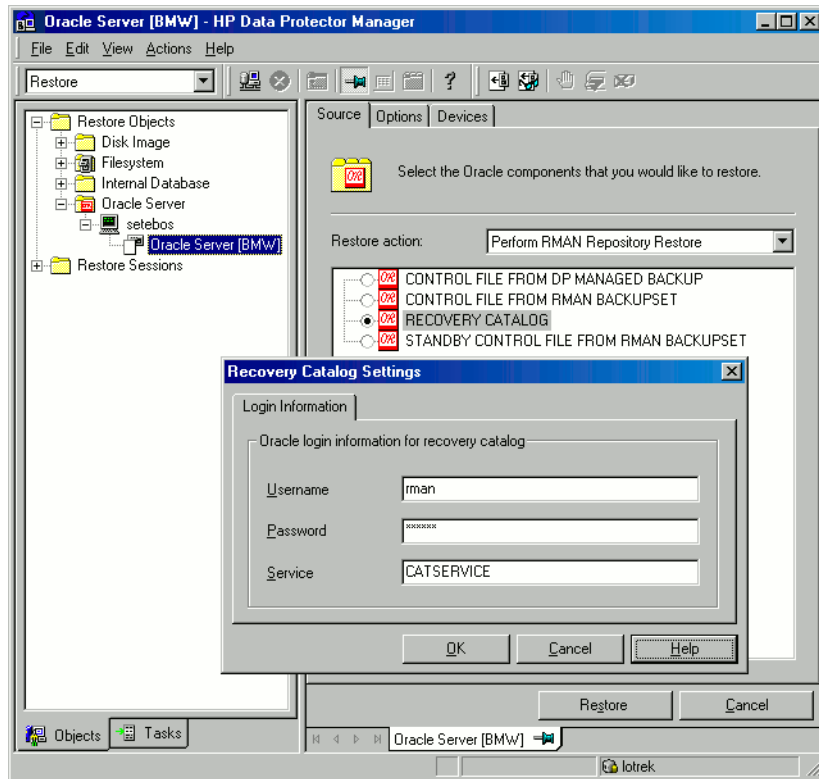 Oracle Server [BMW] - HP Data Protector Manager
File Edit View Actions Help
Restore
Restore Objects
Disk Image
Filesystem
Internal Database
Oracle Server
setebos
Oracle Server [BMW]
Restore Sessions
Source Options Devices
Select the Oracle components that you would like to restore.
Restore action: Perform RMAN Repository Restore
CONTROL FILE FROM DP MANAGED BACKUP
CONTROL FILE FROM RMAN BACKUPSET
RECOVERY CATALOG
STANDBY CONTROL FILE FROM RMAN BACKUPSET
Recovery Catalog Settings
Login Information
Oracle login information for recovery catalog
Username rman
Password ××××××
Service CATSERVICE
OK Cancel Help
Restore Cancel
Objects Tasks
Oracle Server [BMW]
lotrek